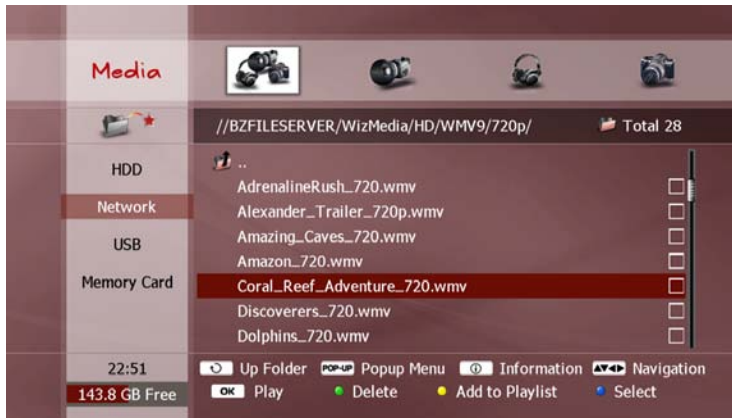 Media
//BZFILESERVER/WizMedia/HD/WMV9/720p/ Total 28
HDD
Network
USB
Memory Card
..
AdrenalineRush_720.wmv
Alexander_Trailer_720p.wmv
Amazing_Caves_720.wmv
Amazon_720.wmv
Coral_Reef_Adventure_720.wmv
Discoverers_720.wmv
Dolphins_720.wmv
22:51
143.8 GB Free
Up Folder POP-UP Popup Menu Information Navigation
OK Play Delete Add to Playlist Select